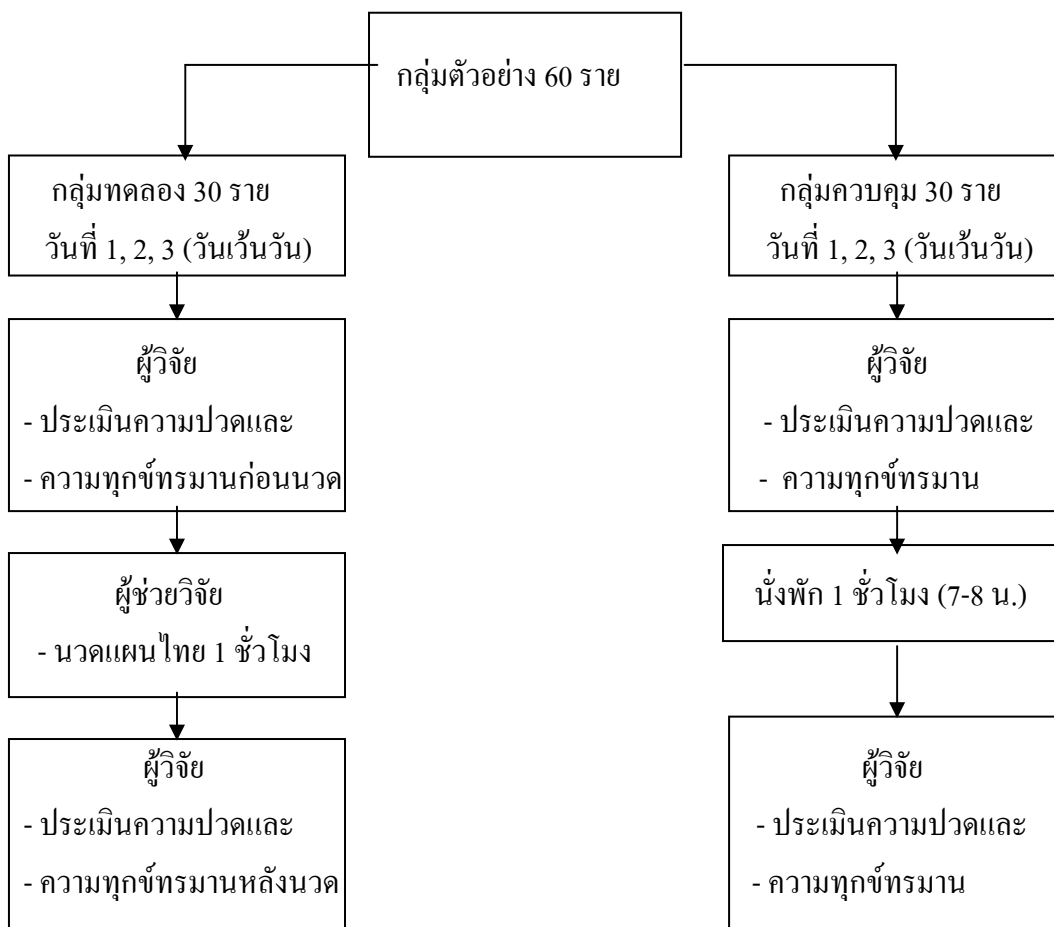 กลุ่มตัวอย่าง 60 ราย
กลุ่มทดลอง 30 ราย
วันที่ 1, 2, 3 (วันเว้นวัน)
ผู้วิจัย
- ประเมินความปวดและ
- ความทุกข์ทรมานก่อนนวด
ผู้ช่วยวิจัย
- นวดแผนไทย 1 ชั่วโมง
ผู้วิจัย
- ประเมินความปวดและ
- ความทุกข์ทรมานหลังนวด
กลุ่มควบคุม 30 ราย
วันที่ 1, 2, 3 (วันเว้นวัน)
ผู้วิจัย
- ประเมินความปวดและ
- ความทุกข์ทรมาน
นั่งพัก 1 ชั่วโมง (7-8 น.)
ผู้วิจัย
- ประเมินความปวดและ
- ความทุกข์ทรมาน